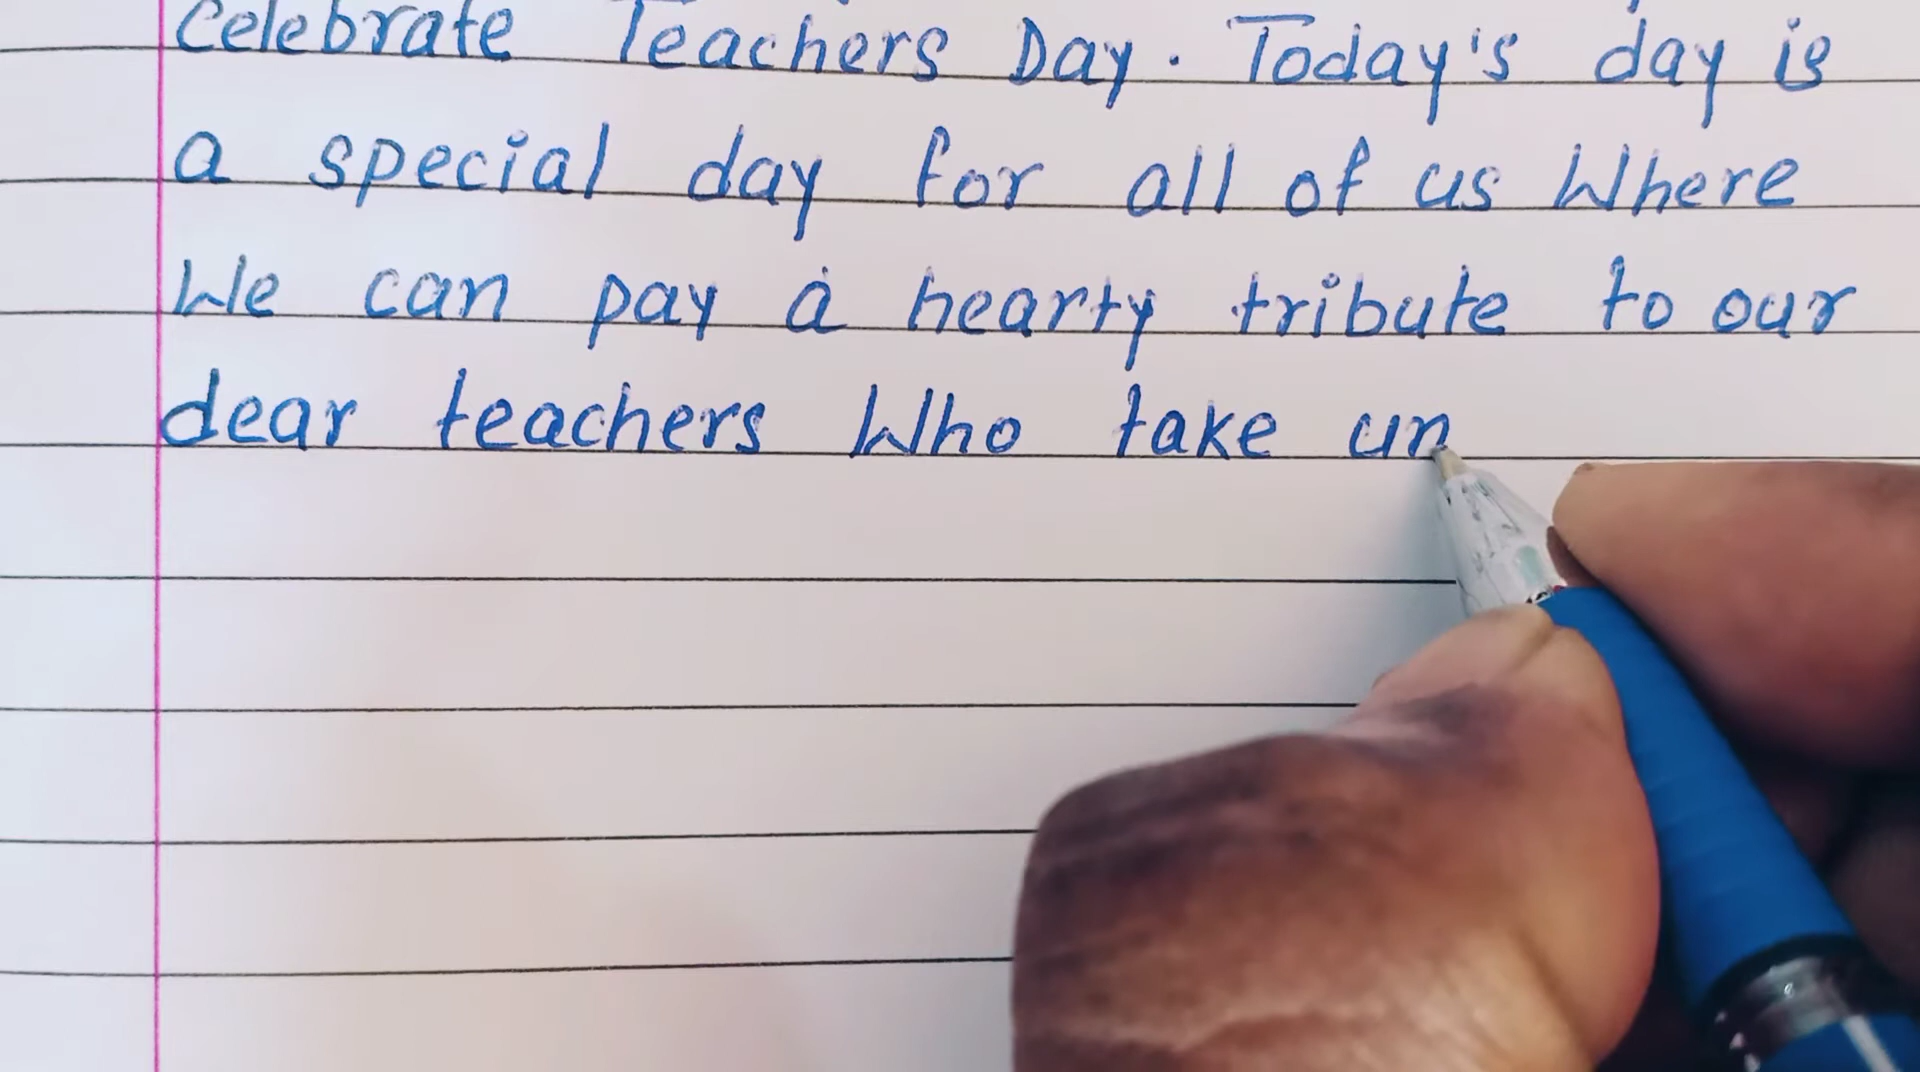 Celebrate Teachers Day. Today's day is
a special day for all of us Where
We can pay a hearty tribute to our
dear teachers Who take un